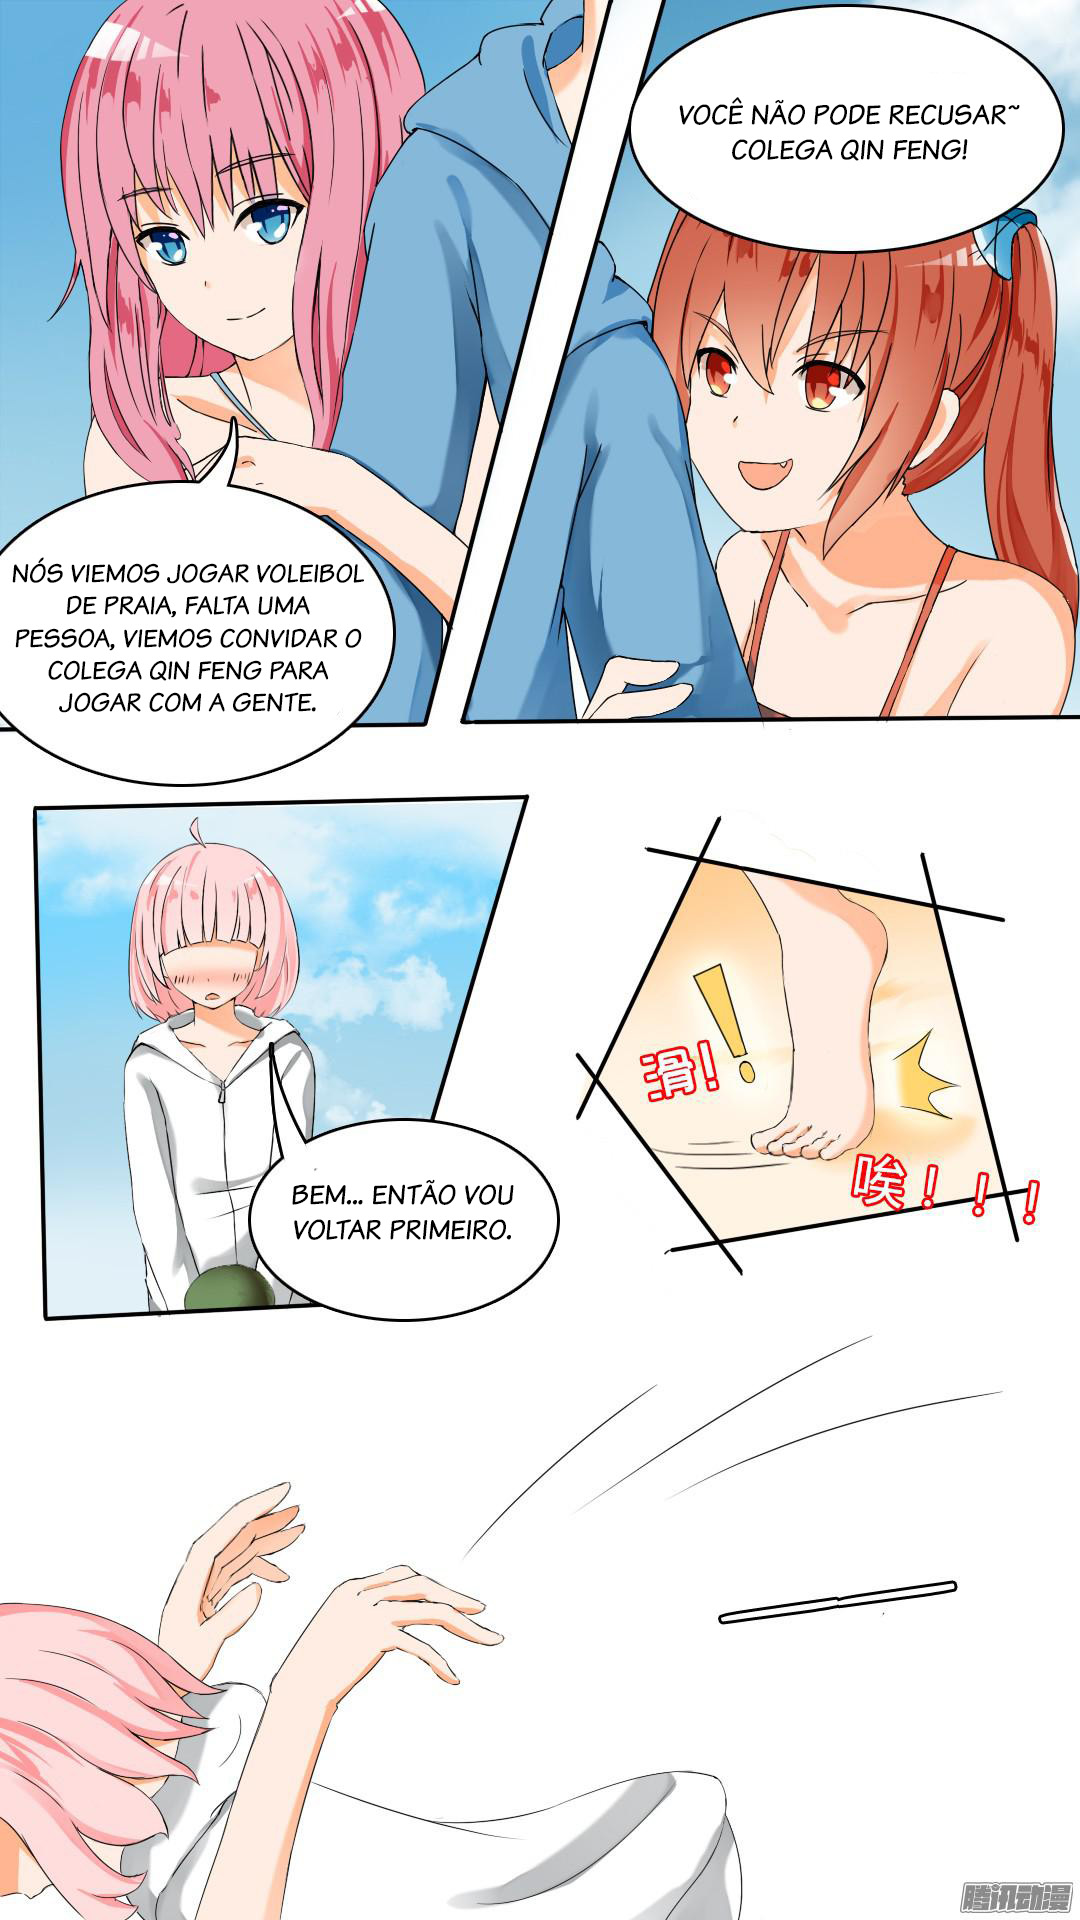 VOCÊ NÃO PODE RECUSAR~
COLEGA QIN FENG!
NÓS VIEMOS JOGAR VOLEIBOL
DE PRAIA, FALTA UMA
PESSOA, VIEMOS CONVIDAR O
COLEGA QIN FENG PARA
JOGAR COM A GENTE.
BEM... ENTÃO VOU
VOLTAR PRIMEIRO.
滑!
唉！！！
腾讯动漫